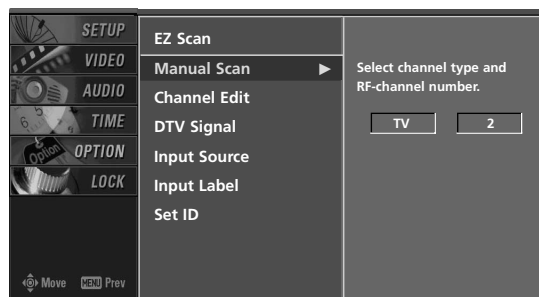 SETUP
VIDEO
AUDIO
TIME
OPTION
LOCK
Move MENU Prev
EZ Scan
Manual Scan ▶
Channel Edit
DTV Signal
Input Source
Input Label
Set ID
Select channel type and
RF-channel number.
TV 2